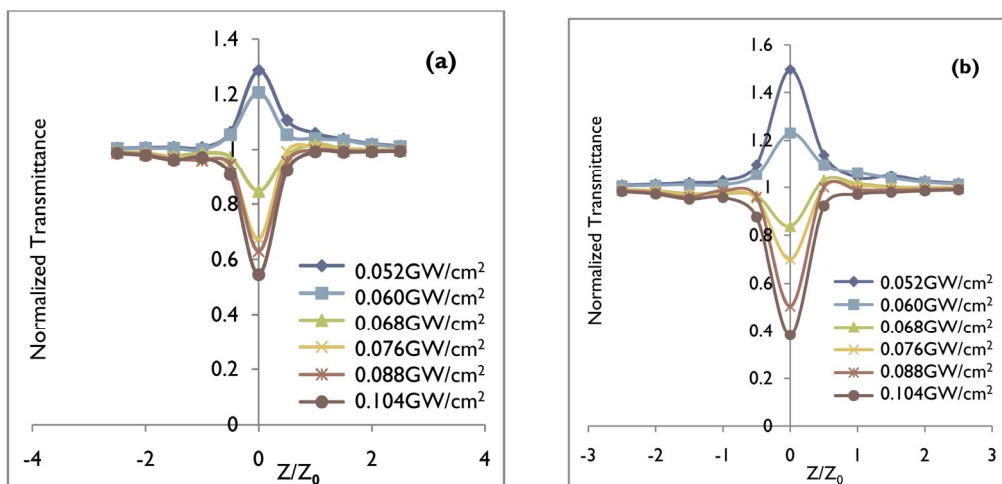 (a)
1.4
1.2
1
0.8
0.6
0.4
0.2
0
-4
-2
0
2
4
Normalized Transmittance
Z/Z0
0.052GW/cm2
0.060GW/cm2
0.068GW/cm2
0.076GW/cm2
0.088GW/cm2
0.104GW/cm2
(b)
1.6
1.4
1.2
1
0.8
0.6
0.4
0.2
0
-3
-2
-1
0
1
2
3
Normalized Transmittance
Z/Z0
0.052GW/cm2
0.060GW/cm2
0.068GW/cm2
0.076GW/cm2
0.088GW/cm2
0.104GW/cm2